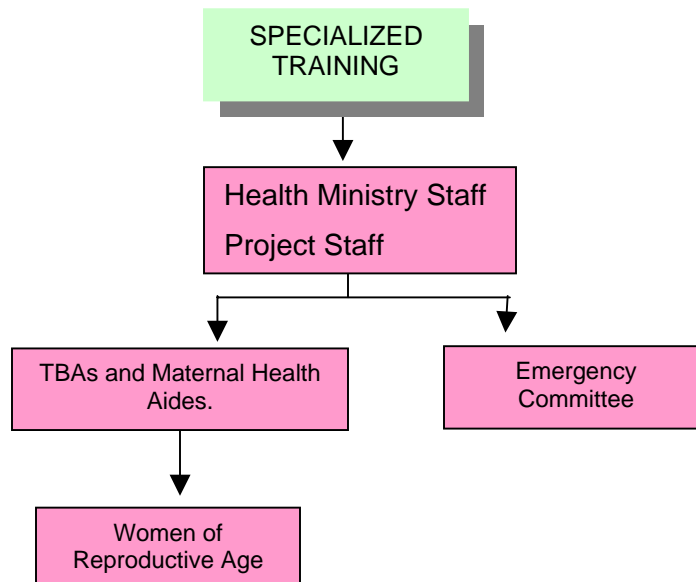 SPECIALIZED
TRAINING
Health Ministry Staff
Project Staff
TBAs and Maternal Health
Aides.
Emergency
Committee
Women of
Reproductive Age